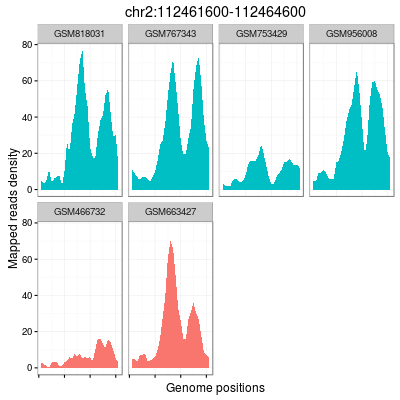 chr2:112461600-112464600
GSM818031 GSM767343 GSM753429 GSM956008
80
60
40
20
0
Mapped reads density
GSM466732 GSM663427
80
60
40
20
0
Genome positions